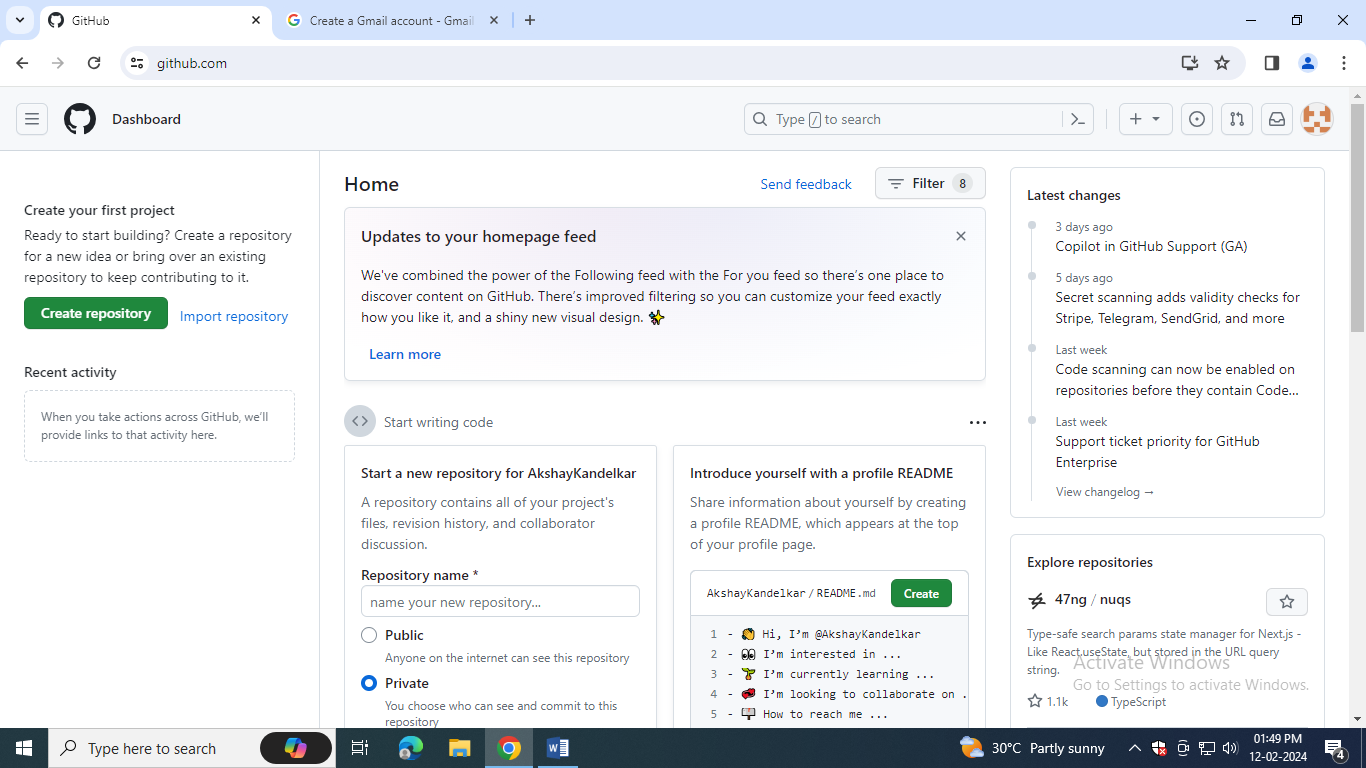 GitHub
Create a Gmail account - Gmail
github.com
Dashboard
Type / to search
Create your first project
Ready to start building? Create a repository
for a new idea or bring over an existing
repository to keep contributing to it.
Create repository
Import repository
Recent activity
When you take actions across GitHub, we'll
provide links to that activity here.
Home
Send feedback
Filter 8
Updates to your homepage feed
We've combined the power of the Following feed with the For you feed so there's one place to
discover content on GitHub. There's improved filtering so you can customize your feed exactly
how you like it, and a shiny new visual design. ✨
Learn more
Start writing code
Start a new repository for AkshayKandelkar
A repository contains all of your project's
files, revision history, and collaborator
discussion.
Repository name *
name your new repository...
Public
Anyone on the internet can see this repository
Private
You choose who can see and commit to this
repository
Introduce yourself with a profile README
Share information about yourself by creating
a profile README, which appears at the top
of your profile page.
AkshayKandelkar / README.md
Create
1 - 👋 Hi, I'm @AkshayKandelkar
2 - 👀 I'm interested in ...
3 - 🌱 I'm currently learning ...
4 - 💞️ I'm looking to collaborate on .
5 - 📫 How to reach me ...
Latest changes
3 days ago
Copilot in GitHub Support (GA)
5 days ago
Secret scanning adds validity checks for
Stripe, Telegram, SendGrid, and more
Last week
Code scanning can now be enabled on
repositories before they contain Code...
Last week
Support ticket priority for GitHub
Enterprise
View changelog →
Explore repositories
47ng / nuqs
Type-safe search params state manager for Next.js -
Like React.useState, but stored in the URL query
string.
1.1k
TypeScript
Activate Windows
Go to Settings to activate Windows.
Type here to search
30°C Partly sunny
01:49 PM
12-02-2024
4